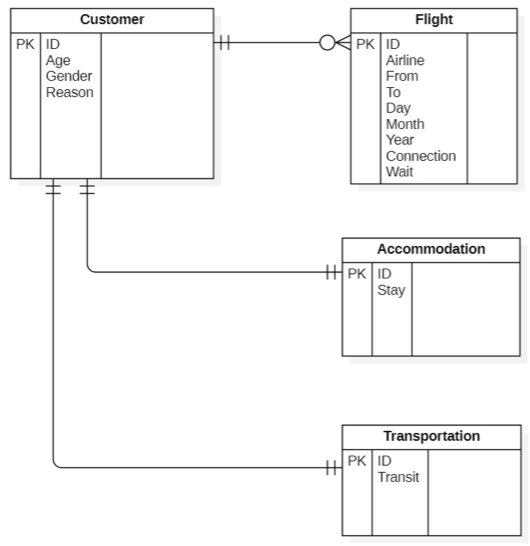 Customer
PK ID
Age
Gender
Reason
Flight
PK ID
Airline
From
To
Day
Month
Year
Connection
Wait
Accommodation
PK ID
Stay
Transportation
PK ID
Transit